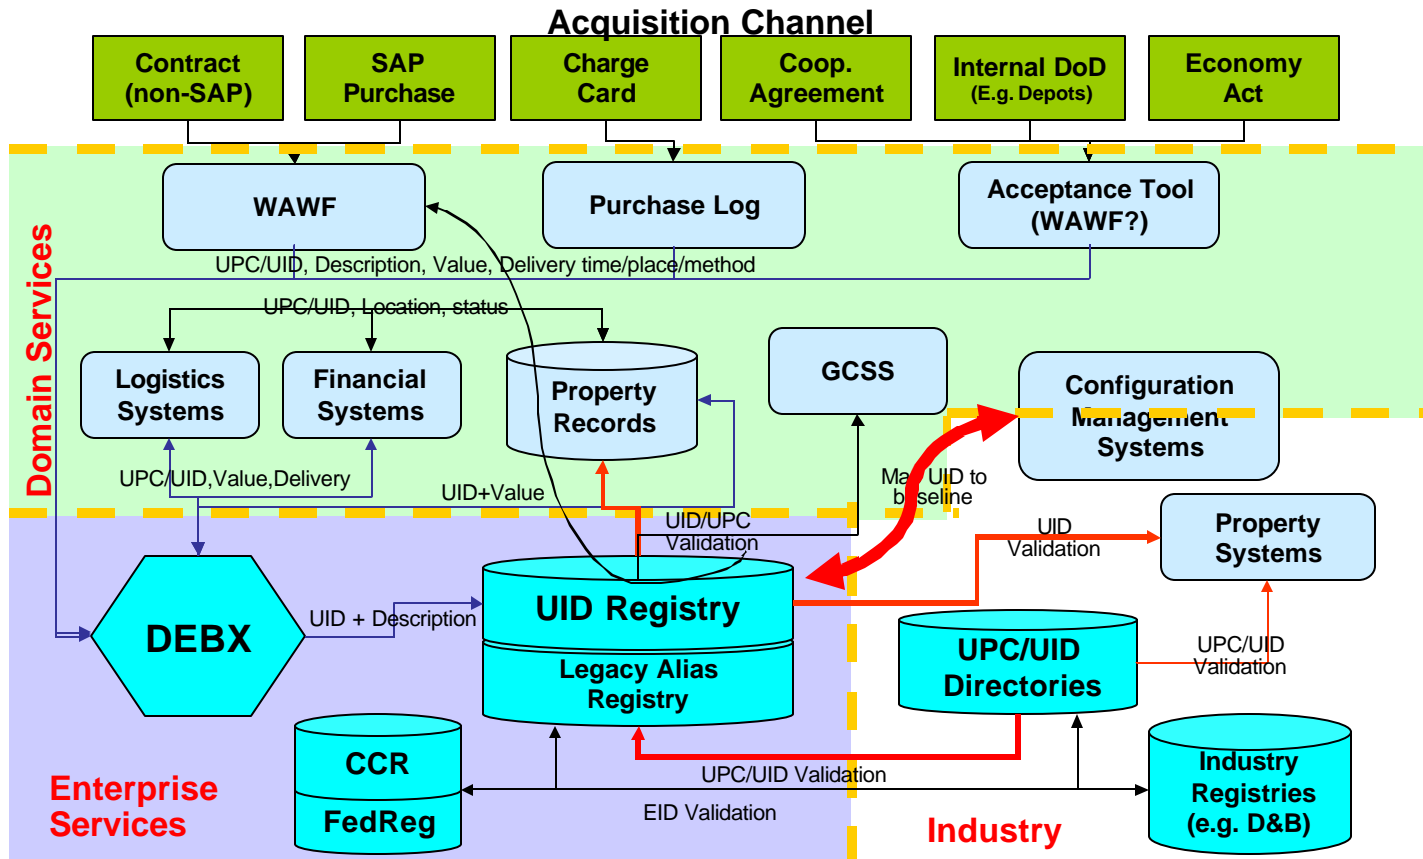 Acquisition Channel
Contract
(non-SAP)
SAP
Purchase
Charge
Card
Coop.
Agreement
Internal DoD
(E.g. Depots)
Economy
Act
WAWF
Purchase Log
Acceptance Tool
(WAWF?)
UPC/UID, Description, Value, Delivery time/place/method
Domain Services
UPC/UID, Location, status
Logistics
Systems
Financial
Systems
Property
Records
GCSS
Configuration
Management
Systems
UPC/UID,Value,Delivery
UID+Value
Map UID to
baseline
UID/UPC
Validation
UID
Validation
Property
Systems
DEBX
UID + Description
UID Registry
Legacy Alias
Registry
UPC/UID
Directories
UPC/UID
Validation
CCR
FedReg
UPC/UID Validation
EID Validation
Industry
Registries
(e.g. D&B)
Enterprise
Services
Industry